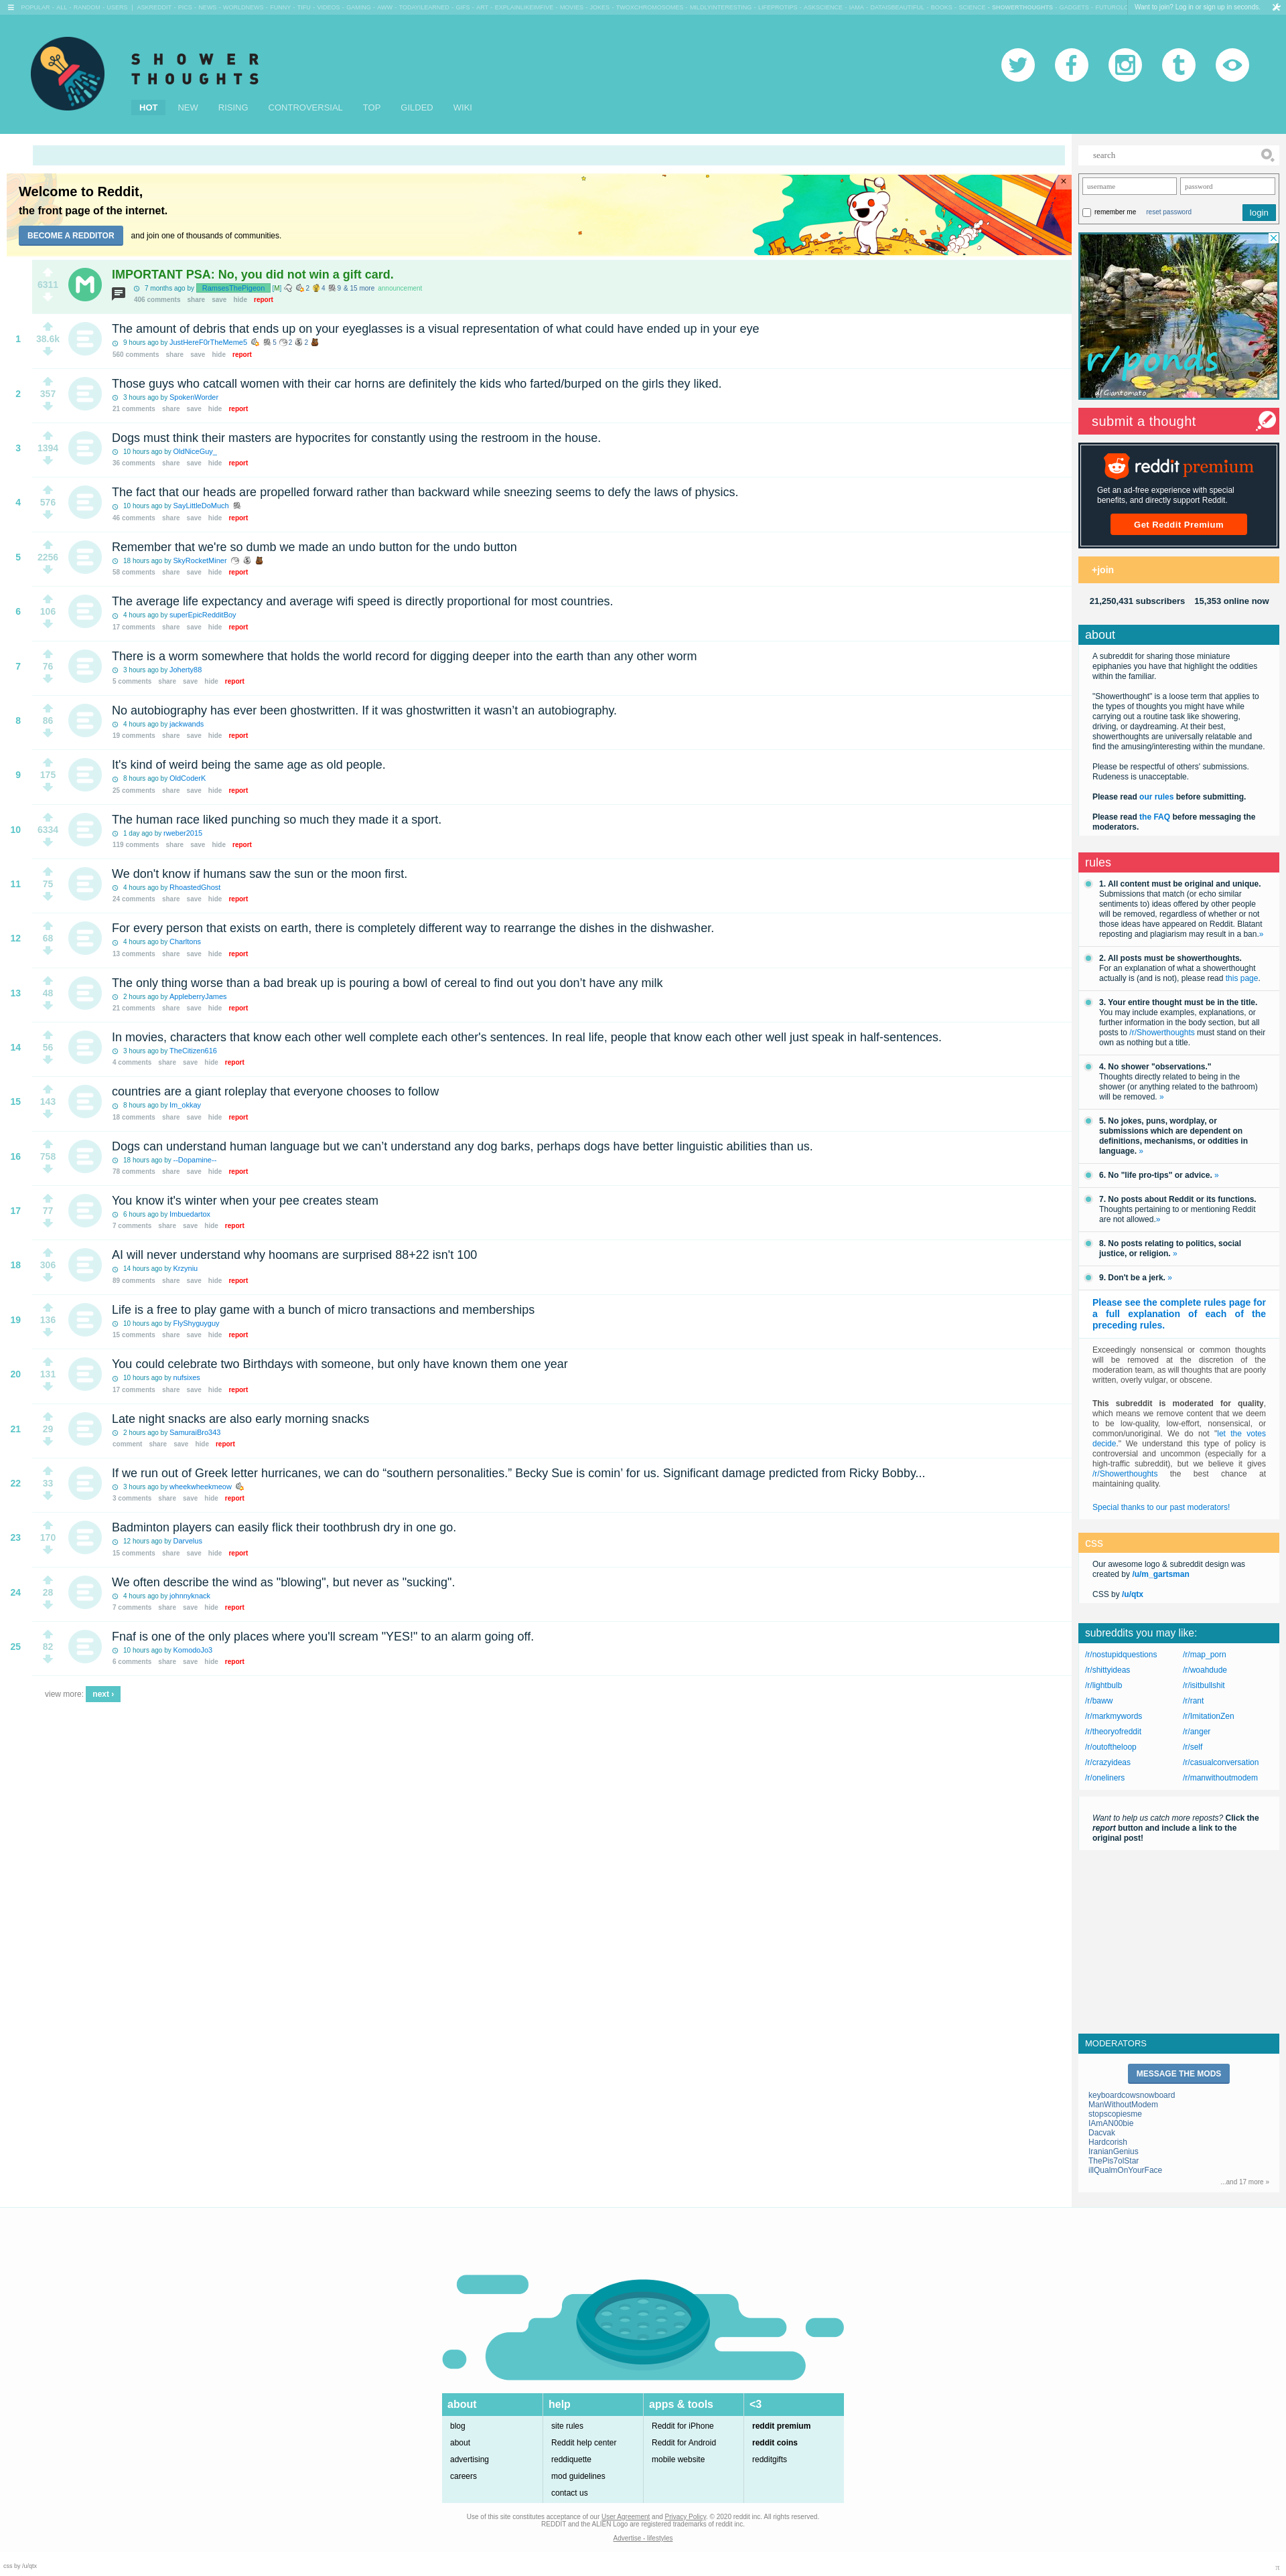 POPULAR - ALL - RANDOM - USERS | ASKREDDIT - PICS - NEWS - WORLDNEWS - FUNNY - TIFU - VIDEOS - GAMING - AWW - TODAYILEARNED - GIFS - ART - EXPLAINLIKEIMFIVE - MOVIES - JOKES - TWOXCHROMOSOMES - MILDLYINTERESTING - LIFEPROTIPS - ASKSCIENCE - IAMA - DATAISBEAUTIFUL - BOOKS - SCIENCE - SHOWERTHOUGHTS - GADGETS - FUTUROLO
Want to join? Log in or sign up in seconds.
SHOWER
THOUGHTS
HOT NEW RISING CONTROVERSIAL TOP GILDED WIKI
Welcome to Reddit,
the front page of the internet.
BECOME A REDDITOR and join one of thousands of communities.
6311
IMPORTANT PSA: No, you did not win a gift card.
7 months ago by RamsesThePigeon [M] 2 4 9 & 15 more announcement
406 comments share save hide report
1 38.6k
The amount of debris that ends up on your eyeglasses is a visual representation of what could have ended up in your eye
9 hours ago by JustHereF0rTheMeme5 5 2 2
560 comments share save hide report
2 357
Those guys who catcall women with their car horns are definitely the kids who farted/burped on the girls they liked.
3 hours ago by SpokenWorder
21 comments share save hide report
3 1394
Dogs must think their masters are hypocrites for constantly using the restroom in the house.
10 hours ago by OldNiceGuy_
36 comments share save hide report
4 576
The fact that our heads are propelled forward rather than backward while sneezing seems to defy the laws of physics.
10 hours ago by SayLittleDoMuch
46 comments share save hide report
5 2256
Remember that we're so dumb we made an undo button for the undo button
18 hours ago by SkyRocketMiner
58 comments share save hide report
6 106
The average life expectancy and average wifi speed is directly proportional for most countries.
4 hours ago by superEpicRedditBoy
17 comments share save hide report
7 76
There is a worm somewhere that holds the world record for digging deeper into the earth than any other worm
3 hours ago by Joherty88
5 comments share save hide report
8 86
No autobiography has ever been ghostwritten. If it was ghostwritten it wasn’t an autobiography.
4 hours ago by jackwands
19 comments share save hide report
9 175
It's kind of weird being the same age as old people.
8 hours ago by OldCoderK
25 comments share save hide report
10 6334
The human race liked punching so much they made it a sport.
1 day ago by rweber2015
119 comments share save hide report
11 75
We don't know if humans saw the sun or the moon first.
4 hours ago by RhoastedGhost
24 comments share save hide report
12 68
For every person that exists on earth, there is completely different way to rearrange the dishes in the dishwasher.
4 hours ago by Charltons
13 comments share save hide report
13 48
The only thing worse than a bad break up is pouring a bowl of cereal to find out you don’t have any milk
2 hours ago by AppleberryJames
21 comments share save hide report
14 56
In movies, characters that know each other well complete each other's sentences. In real life, people that know each other well just speak in half-sentences.
3 hours ago by TheCitizen616
4 comments share save hide report
15 143
countries are a giant roleplay that everyone chooses to follow
8 hours ago by Im_okkay
18 comments share save hide report
16 758
Dogs can understand human language but we can’t understand any dog barks, perhaps dogs have better linguistic abilities than us.
18 hours ago by --Dopamine--
78 comments share save hide report
17 77
You know it's winter when your pee creates steam
6 hours ago by Imbuedartox
7 comments share save hide report
18 306
AI will never understand why hoomans are surprised 88+22 isn't 100
14 hours ago by Krzyniu
89 comments share save hide report
19 136
Life is a free to play game with a bunch of micro transactions and memberships
10 hours ago by FlyShyguyguy
15 comments share save hide report
20 131
You could celebrate two Birthdays with someone, but only have known them one year
10 hours ago by nufsixes
17 comments share save hide report
21 29
Late night snacks are also early morning snacks
2 hours ago by SamuraiBro343
comment share save hide report
22 33
If we run out of Greek letter hurricanes, we can do “southern personalities.” Becky Sue is comin’ for us. Significant damage predicted from Ricky Bobby...
3 hours ago by wheekwheekmeow
3 comments share save hide report
23 170
Badminton players can easily flick their toothbrush dry in one go.
12 hours ago by Darvelus
15 comments share save hide report
24 28
We often describe the wind as "blowing", but never as "sucking".
4 hours ago by johnnyknack
7 comments share save hide report
25 82
Fnaf is one of the only places where you'll scream "YES!" to an alarm going off.
10 hours ago by KomodoJo3
6 comments share save hide report
view more: next ›
search
username password
remember me reset password login
r/ponds
u/Giantomato
submit a thought
reddit premium
Get an ad-free experience with special
benefits, and directly support Reddit.
Get Reddit Premium
+join
21,250,431 subscribers 15,353 online now
about
A subreddit for sharing those miniature
epiphanies you have that highlight the oddities
within the familiar.
"Showerthought" is a loose term that applies to
the types of thoughts you might have while
carrying out a routine task like showering,
driving, or daydreaming. At their best,
showerthoughts are universally relatable and
find the amusing/interesting within the mundane.
Please be respectful of others' submissions.
Rudeness is unacceptable.
Please read our rules before submitting.
Please read the FAQ before messaging the
moderators.
rules
1. All content must be original and unique.
Submissions that match (or echo similar
sentiments to) ideas offered by other people
will be removed, regardless of whether or not
those ideas have appeared on Reddit. Blatant
reposting and plagiarism may result in a ban.»
2. All posts must be showerthoughts.
For an explanation of what a showerthought
actually is (and is not), please read this page.
3. Your entire thought must be in the title.
You may include examples, explanations, or
further information in the body section, but all
posts to /r/Showerthoughts must stand on their
own as nothing but a title.
4. No shower "observations."
Thoughts directly related to being in the
shower (or anything related to the bathroom)
will be removed. »
5. No jokes, puns, wordplay, or
submissions which are dependent on
definitions, mechanisms, or oddities in
language. »
6. No "life pro-tips" or advice. »
7. No posts about Reddit or its functions.
Thoughts pertaining to or mentioning Reddit
are not allowed.»
8. No posts relating to politics, social
justice, or religion. »
9. Don't be a jerk. »
Please see the complete rules page for
a full explanation of each of the
preceding rules.
Exceedingly nonsensical or common thoughts
will be removed at the discretion of the
moderation team, as will thoughts that are poorly
written, overly vulgar, or obscene.
This subreddit is moderated for quality,
which means we remove content that we deem
to be low-quality, low-effort, nonsensical, or
common/unoriginal. We do not "let the votes
decide." We understand this type of policy is
controversial and uncommon (especially for a
high-traffic subreddit), but we believe it gives
/r/Showerthoughts the best chance at
maintaining quality.
Special thanks to our past moderators!
css
Our awesome logo & subreddit design was
created by /u/m_gartsman
CSS by /u/qtx
subreddits you may like:
/r/nostupidquestions /r/map_porn
/r/shittyideas /r/woahdude
/r/lightbulb /r/isitbullshit
/r/baww /r/rant
/r/markmywords /r/ImitationZen
/r/theoryofreddit /r/anger
/r/outoftheloop /r/self
/r/crazyideas /r/casualconversation
/r/oneliners /r/manwithoutmodem
Want to help us catch more reposts? Click the
report button and include a link to the
original post!
MODERATORS
MESSAGE THE MODS
keyboardcowsnowboard
ManWithoutModem
stopscopiesme
IAmAN00bie
Dacvak
Hardcorish
IranianGenius
ThePis7olStar
illQualmOnYourFace
...and 17 more »
about help apps & tools <3
blog site rules Reddit for iPhone reddit premium
about Reddit help center Reddit for Android reddit coins
advertising reddiquette mobile website redditgifts
careers mod guidelines
contact us
Use of this site constitutes acceptance of our User Agreement and Privacy Policy. © 2020 reddit inc. All rights reserved.
REDDIT and the ALIEN Logo are registered trademarks of reddit inc.
Advertise - lifestyles
css by /u/qtx
π